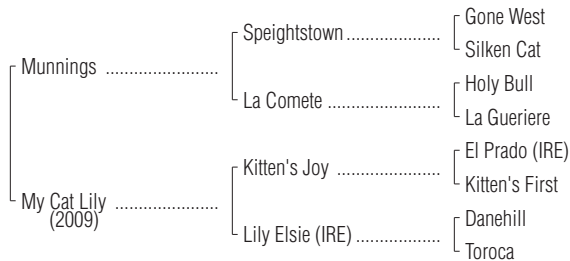 Gone West
Speightstown
Silken Cat
Munnings
Holy Bull
La Comete
La Gueriere
El Prado (IRE)
Kitten's Joy
Kitten's First
My Cat Lily
(2009)
Danehill
Lily Elsie (IRE)
Toroca